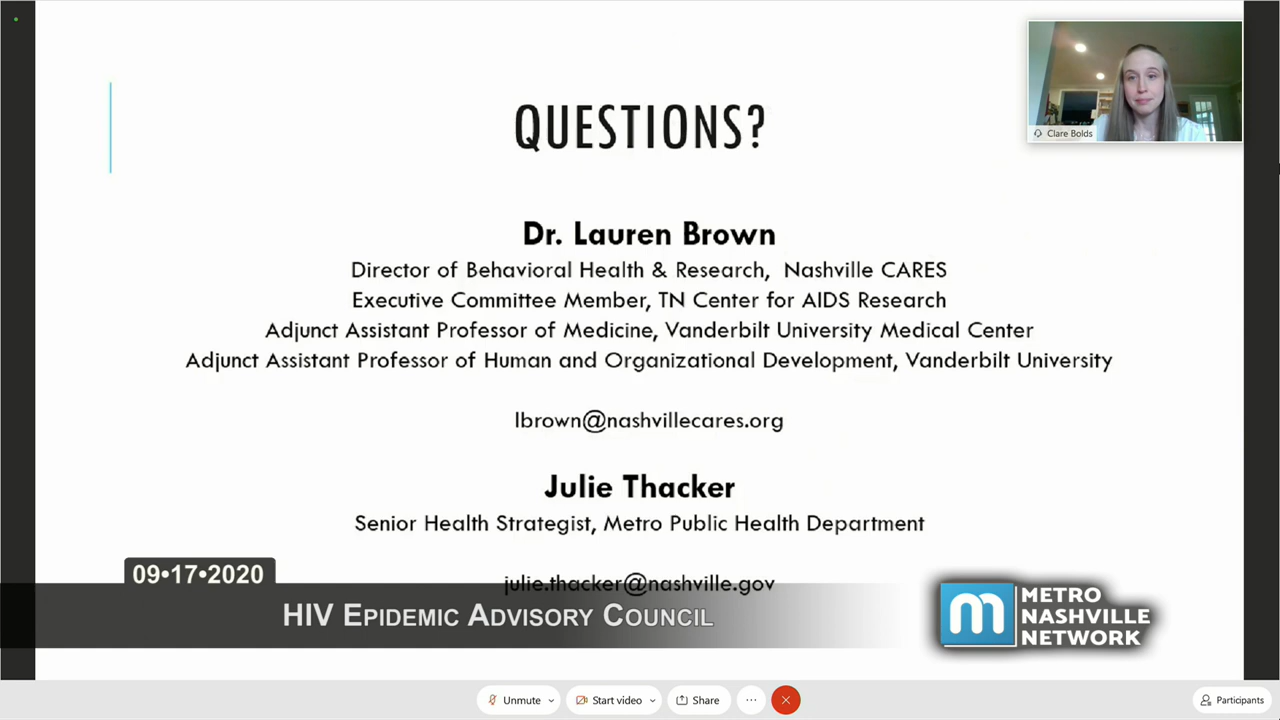 QUESTIONS?
Clare Bolds
Dr. Lauren Brown
Director of Behavioral Health & Research, Nashville CARES
Executive Committee Member, TN Center for AIDS Research
Adjunct Assistant Professor of Medicine, Vanderbilt University Medical Center
Adjunct Assistant Professor of Human and Organizational Development, Vanderbilt University
lbrown@nashvillecares.org
Julie Thacker
Senior Health Strategist, Metro Public Health Department
julie.thacker@nashville.gov
09•17•2020
HIV EPIDEMIC ADVISORY COUNCIL
m
METRO
NASHVILLE
NETWORK
Unmute
Start video
Share
Participants